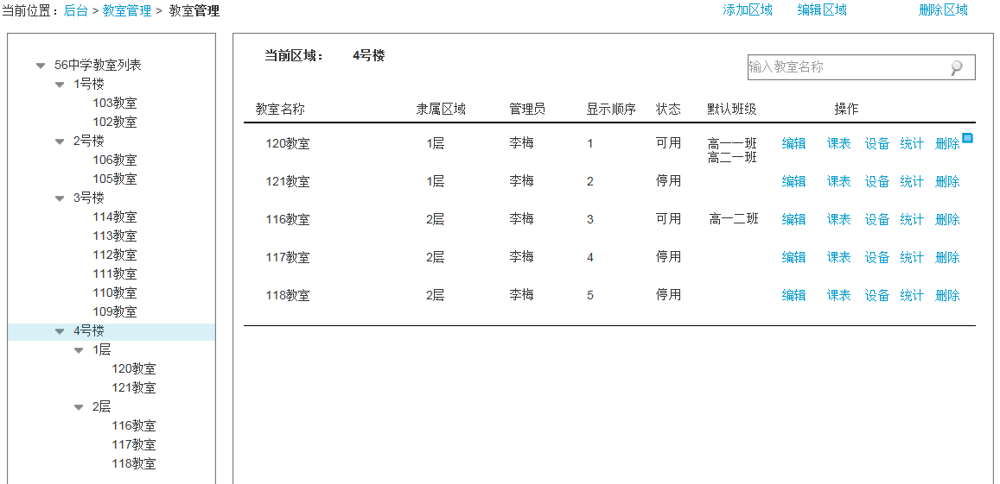 当前位置：后台 > 教室管理 > 教室管理
添加区域 编辑区域 删除区域
56中学教室列表
1号楼
103教室
102教室
2号楼
106教室
105教室
3号楼
114教室
113教室
112教室
111教室
110教室
109教室
4号楼
1层
120教室
121教室
2层
116教室
117教室
118教室
当前区域： 4号楼
输入教室名称
教室名称 隶属区域 管理员 显示顺序 状态 默认班级 操作
120教室 1层 李梅 1 可用 高一一班 编辑 课表 设备 统计 删除
高二一班
121教室 1层 李梅 2 停用 编辑 课表 设备 统计 删除
116教室 2层 李梅 3 可用 高一二班 编辑 课表 设备 统计 删除
117教室 2层 李梅 4 停用 编辑 课表 设备 统计 删除
118教室 2层 李梅 5 停用 编辑 课表 设备 统计 删除